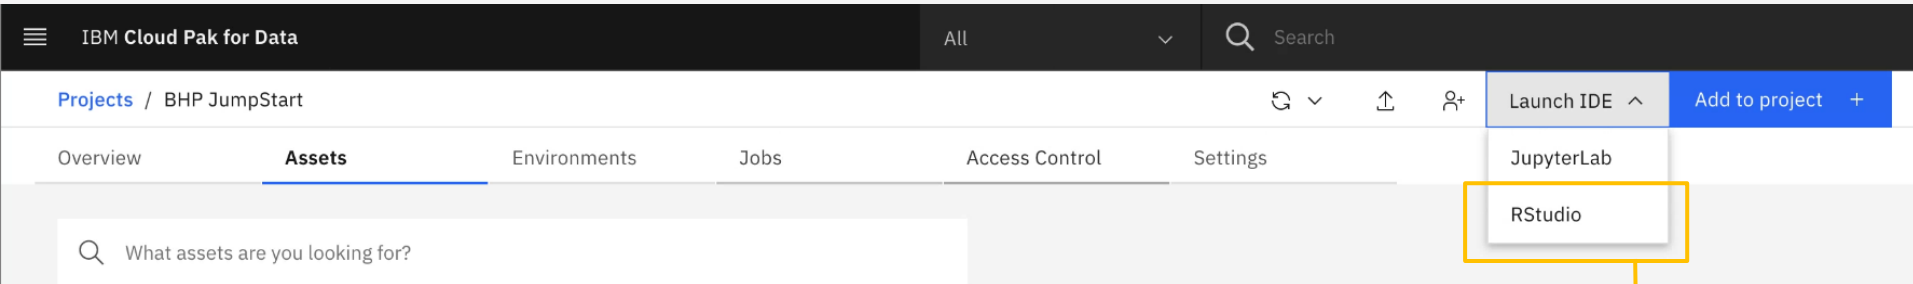 IBM Cloud Pak for Data
All
Search
Projects / BHP JumpStart
Launch IDE
Add to project +
Overview
Assets
Environments
Jobs
Access Control
Settings
JupyterLab
RStudio
What assets are you looking for?